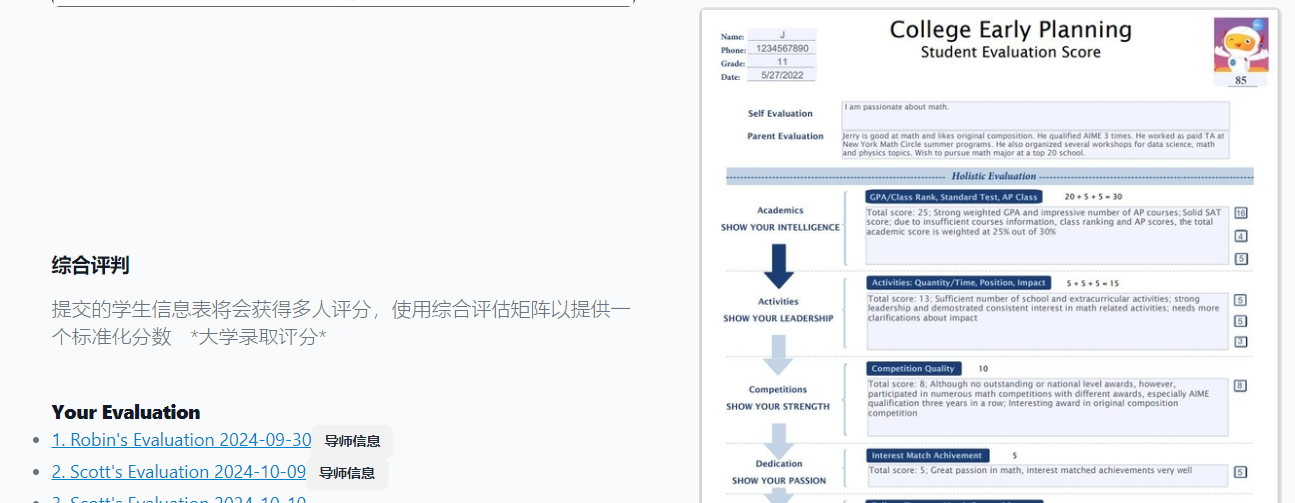 综合评判
提交的学生信息表将会获得多人评分，使用综合评估矩阵以提供一
个标准化分数 *大学录取评分*
Your Evaluation
1. Robin's Evaluation 2024-09-30 导师信息
2. Scott's Evaluation 2024-10-09 导师信息
3. Scott's Evaluation 2024-10-10
College Early Planning
Student Evaluation Score
Name: J
Phone: 1234567890
Grade: 11
Date: 5/27/2022
85
Self Evaluation
I am passionate about math.
Parent Evaluation
Jerry is good at math and likes original composition. He qualified AIME 3 times. He worked as paid TA at
New York Math Circle summer programs. He also organized several workshops for data science, math
and physics topics. Wish to pursue math major at a top 20 school.
Holistic Evaluation
Academics
SHOW YOUR INTELLIGENCE
GPA/Class Rank, Standard Test, AP Class 20 + 5 + 5 = 30
Total score: 25; Strong weighted GPA and impressive number of AP courses; Solid SAT
score; due to insufficient courses information, class ranking and AP scores, the total
academic score is weighted at 25% out of 30%
16
4
5
Activities
SHOW YOUR LEADERSHIP
Activities: Quantity/Time, Position, Impact 5 + 5 + 5 = 15
Total score: 13; Sufficient number of school and extracurricular activities; strong
leadership and demostrated consistent interest in math related activities; needs more
clarifications about impact
5
5
3
Competitions
SHOW YOUR STRENGTH
Competition Quality 10
Total score: 8; Although no outstanding or national level awards, however,
participated in numerous math competitions with different awards, especially AIME
qualification three years in a row; Interesting award in original composition
competition
8
Dedication
SHOW YOUR PASSION
Interest Match Achievement 5
Total score: 5; Great passion in math, interest matched achievements very well
5